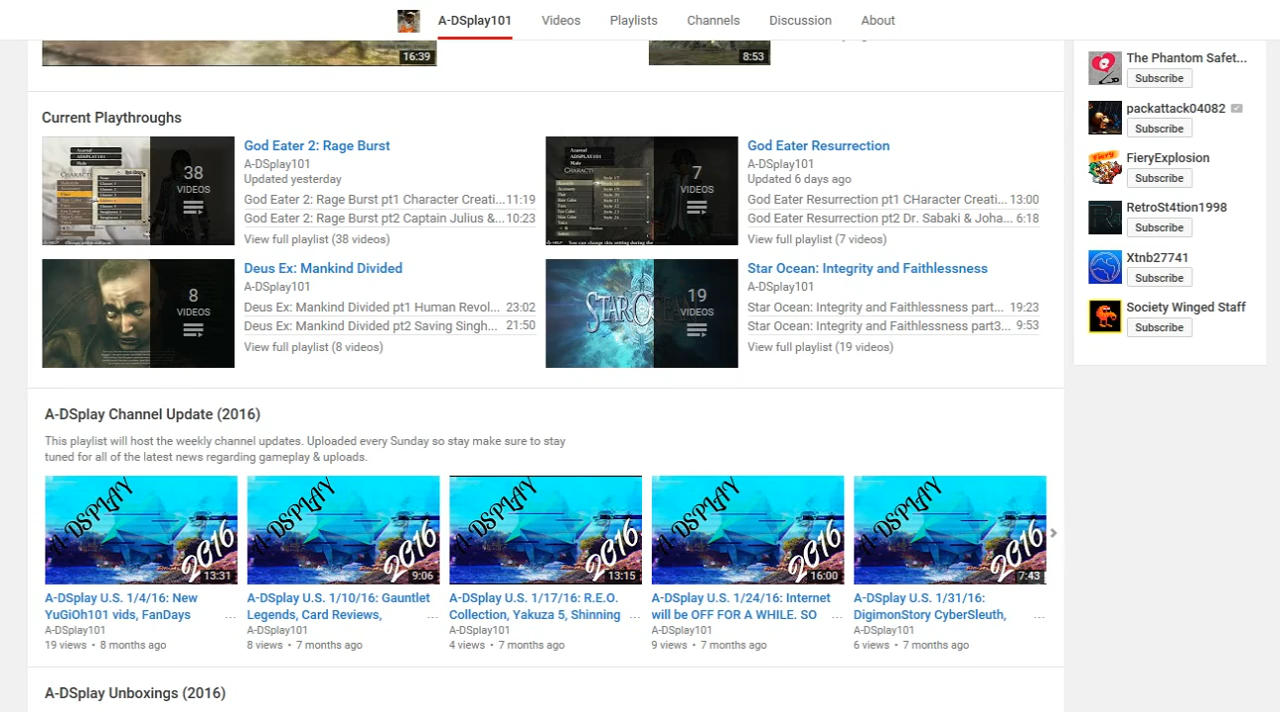 A-DSplay101 Videos Playlists Channels Discussion About
16:39
8:53
The Phantom Safet...
Subscribe
packattack04082
Subscribe
FieryExplosion
Subscribe
RetroSt4tion1998
Subscribe
Xtnb27741
Subscribe
Society Winged Staff
Subscribe
Current Playthroughs
38
VIDEOS
God Eater 2: Rage Burst
A-DSplay101
Updated yesterday
God Eater 2: Rage Burst pt1 Character Creati... 11:19
God Eater 2: Rage Burst pt2 Captain Julius &... 10:23
View full playlist (38 videos)
7
VIDEOS
God Eater Resurrection
A-DSplay101
Updated 6 days ago
God Eater Resurrection pt1 CHaracter Creati... 13:00
God Eater Resurrection pt2 Dr. Sabaki & Joha... 6:18
View full playlist (7 videos)
8
VIDEOS
Deus Ex: Mankind Divided
A-DSplay101
Deus Ex: Mankind Divided pt1 Human Revol... 23:02
Deus Ex: Mankind Divided pt2 Saving Singh... 21:50
View full playlist (8 videos)
STAR OCEAN
19
VIDEOS
Star Ocean: Integrity and Faithlessness
A-DSplay101
Star Ocean: Integrity and Faithlessness part... 19:23
Star Ocean: Integrity and Faithlessness part3... 9:53
View full playlist (19 videos)
A-DSplay Channel Update (2016)
This playlist will host the weekly channel updates. Uploaded every Sunday so stay make sure to stay
tuned for all of the latest news regarding gameplay & uploads.
A-DSPLAY
2016
13:31
A-DSplay U.S. 1/4/16: New
YuGiOh101 vids, FanDays
A-DSplay101
19 views • 8 months ago
A-DSPLAY
2016
9:06
A-DSplay U.S. 1/10/16: Gauntlet
Legends, Card Reviews,
A-DSplay101
8 views • 7 months ago
A-DSPLAY
2016
13:15
A-DSplay U.S. 1/17/16: R.E.O.
Collection, Yakuza 5, Shinning
A-DSplay101
4 views • 7 months ago
A-DSPLAY
2016
16:00
A-DSplay U.S. 1/24/16: Internet
will be OFF FOR A WHILE. SO
A-DSplay101
9 views • 7 months ago
A-DSPLAY
2016
7:43
A-DSplay U.S. 1/31/16:
DigimonStory CyberSleuth,
A-DSplay101
6 views • 7 months ago
A-DSplay Unboxings (2016)